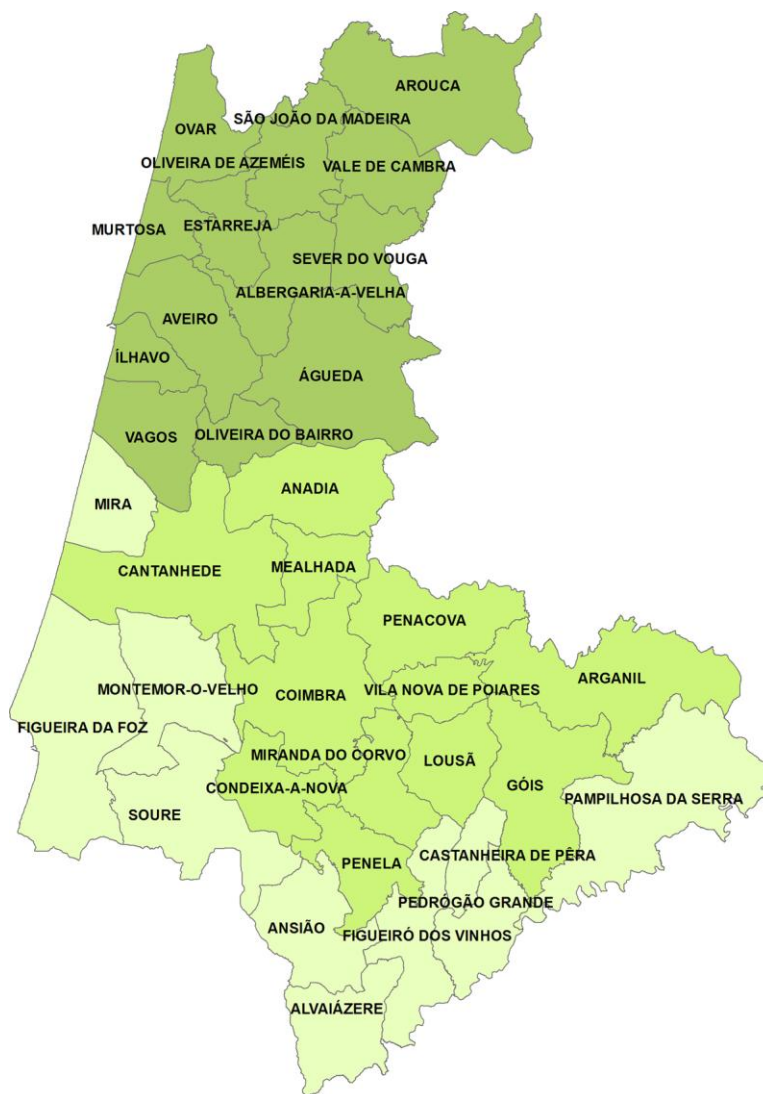 AROUCA
SÃO JOÃO DA MADEIRA
OVAR
OLIVEIRA DE AZEMÉIS
VALE DE CAMBRA
ESTARREJA
MURTOSA
SEVER DO VOUGA
ALBERGARIA-A-VELHA
AVEIRO
ÍLHAVO
ÁGUEDA
VAGOS
OLIVEIRA DO BAIRRO
ANADIA
MIRA
CANTANHEDE
MEALHADA
PENACOVA
ARGANIL
MONTEMOR-O-VELHO
COIMBRA
VILA NOVA DE POIARES
FIGUEIRA DA FOZ
MIRANDA DO CORVO
LOUSÃ
GÓIS
CONDEIXA-A-NOVA
PAMPILHOSA DA SERRA
SOURE
PENELA
CASTANHEIRA DE PÊRA
PEDRÓGÃO GRANDE
ANSIÃO
FIGUEIRÓ DOS VINHOS
ALVAIÁZERE